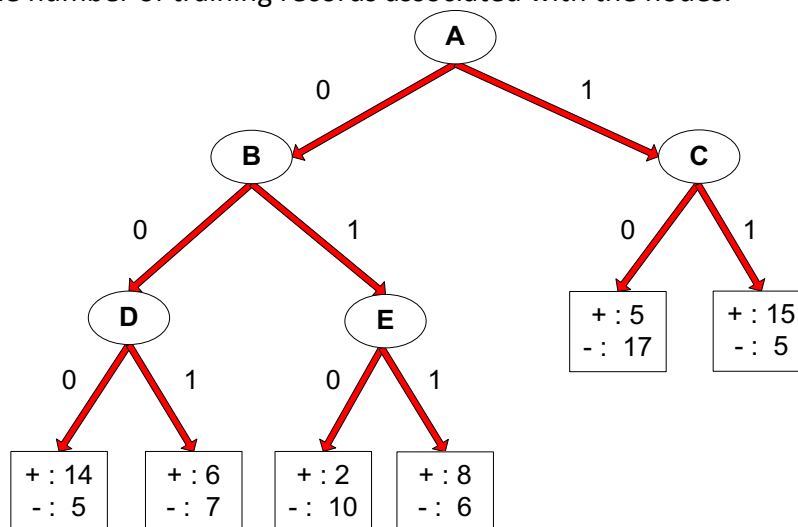 number of training records associated with the nodes.
A
0 1
B C
0 1 0 1
D E
+ : 5 + : 15
- : 17 - : 5
0 1 0 1
+ : 14 + : 6 + : 2 + : 8
- : 5 - : 7 - : 10 - : 6